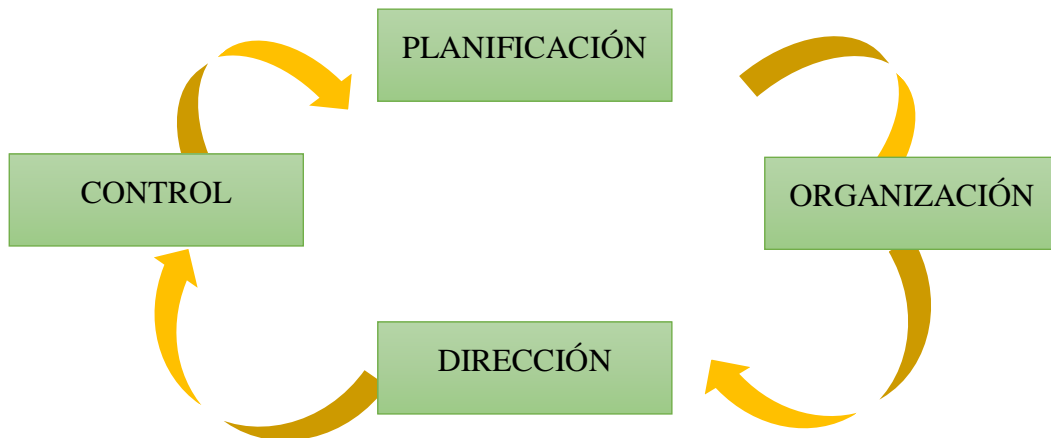 PLANIFICACIÓN
CONTROL
ORGANIZACIÓN
DIRECCIÓN